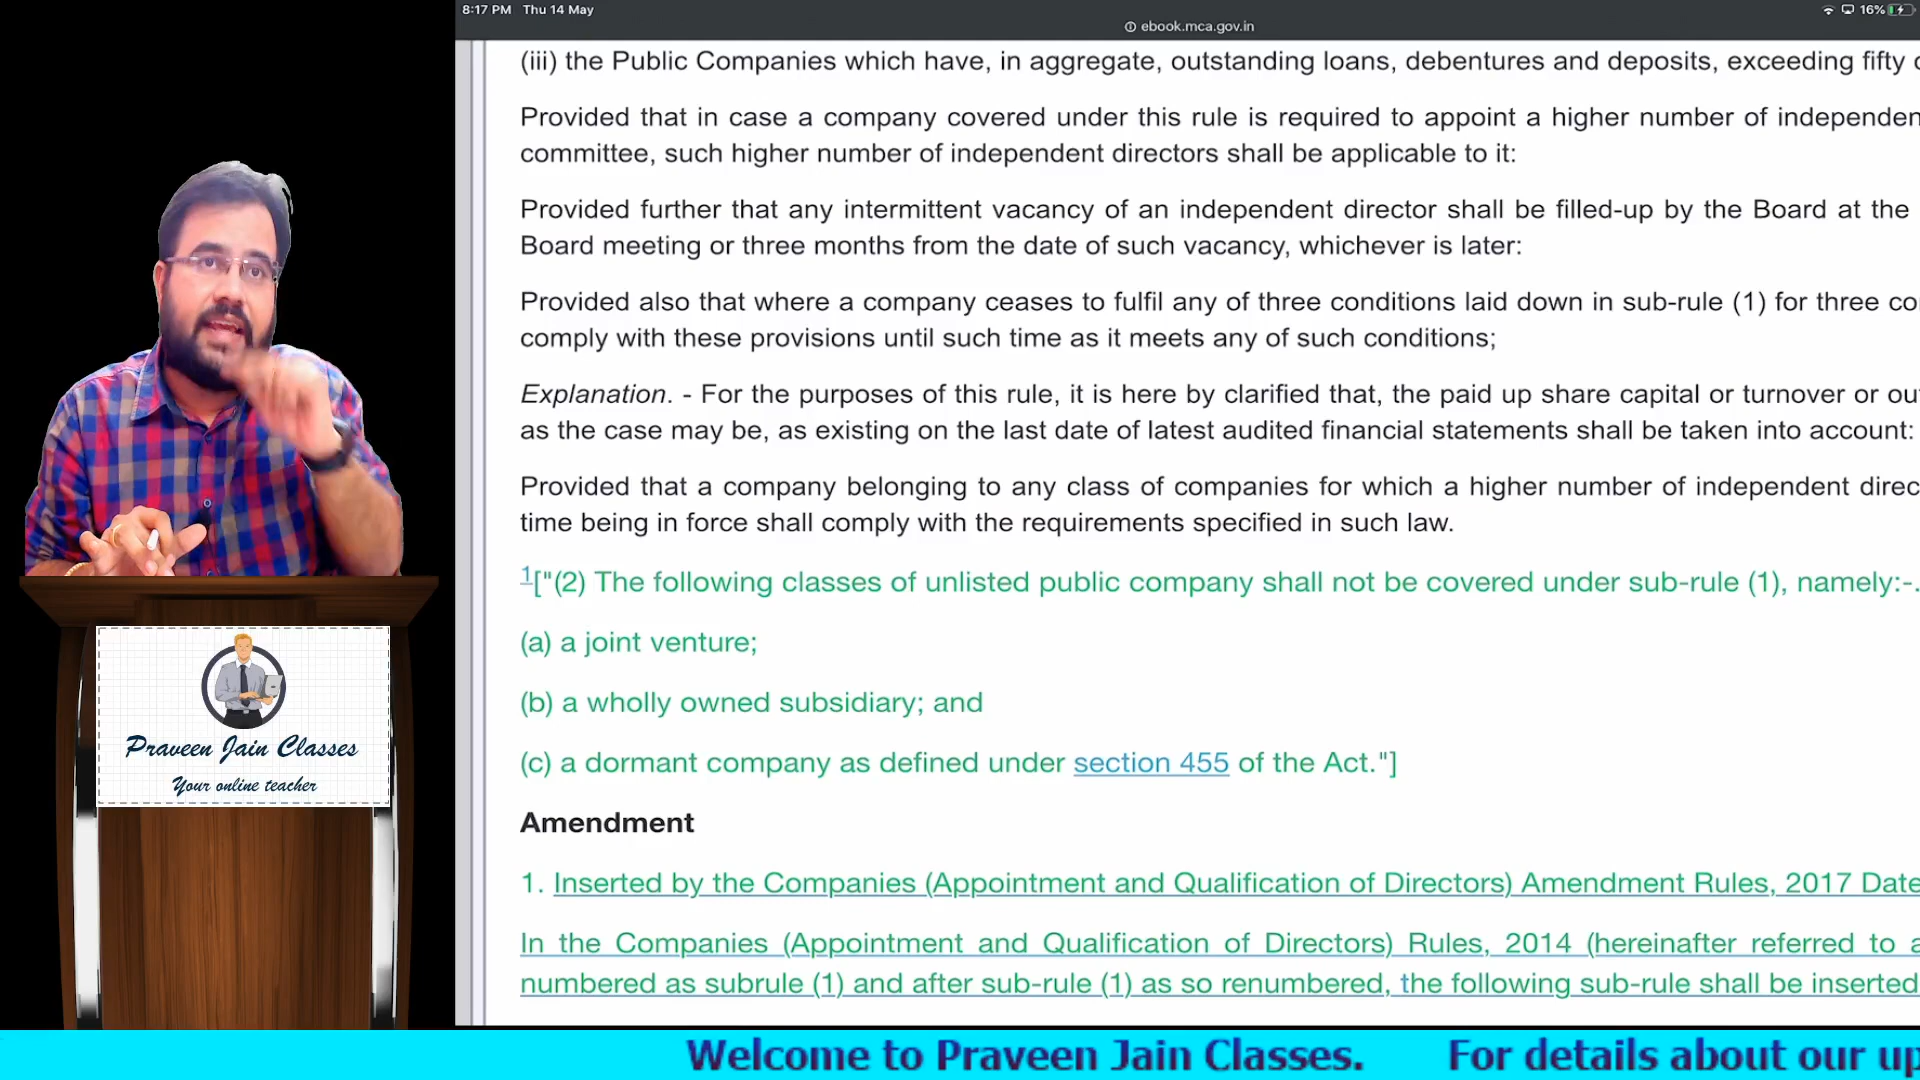 8:17 PM Thu 14 May
16%
ebook.mca.gov.in
(iii) the Public Companies which have, in aggregate, outstanding loans, debentures and deposits, exceeding fifty
Provided that in case a company covered under this rule is required to appoint a higher number of
committee, such higher number of independent directors shall be applicable to it:
Provided further that any intermittent vacancy of an independent director shall be filled-up by the Board at the
Board meeting or three months from the date of such vacancy, whichever is later:
Provided also that where a company ceases to fulfil any of three conditions laid down in sub-rule (1) for three
comply with these provisions until such time as it meets any of such conditions;
Explanation. - For the purposes of this rule, it is here by clarified that, the paid up share capital or turnover or
as the case may be, as existing on the last date of latest audited financial statements shall be taken into account:
Provided that a company belonging to any class of companies for which a higher number of independent
time being in force shall comply with the requirements specified in such law.
1["(2) The following classes of unlisted public company shall not be covered under sub-rule (1), namely:-.
(a) a joint venture;
(b) a wholly owned subsidiary; and
(c) a dormant company as defined under section 455 of the Act."]
Amendment
1. Inserted by the Companies (Appointment and Qualification of Directors) Amendment Rules, 2017 Date
In the Companies (Appointment and Qualification of Directors) Rules, 2014 (hereinafter referred to
numbered as subrule (1) and after sub-rule (1) as so renumbered, the following sub-rule shall be inserted
Praveen Jain Classes
Your online teacher
Welcome to Praveen Jain Classes. For details about our